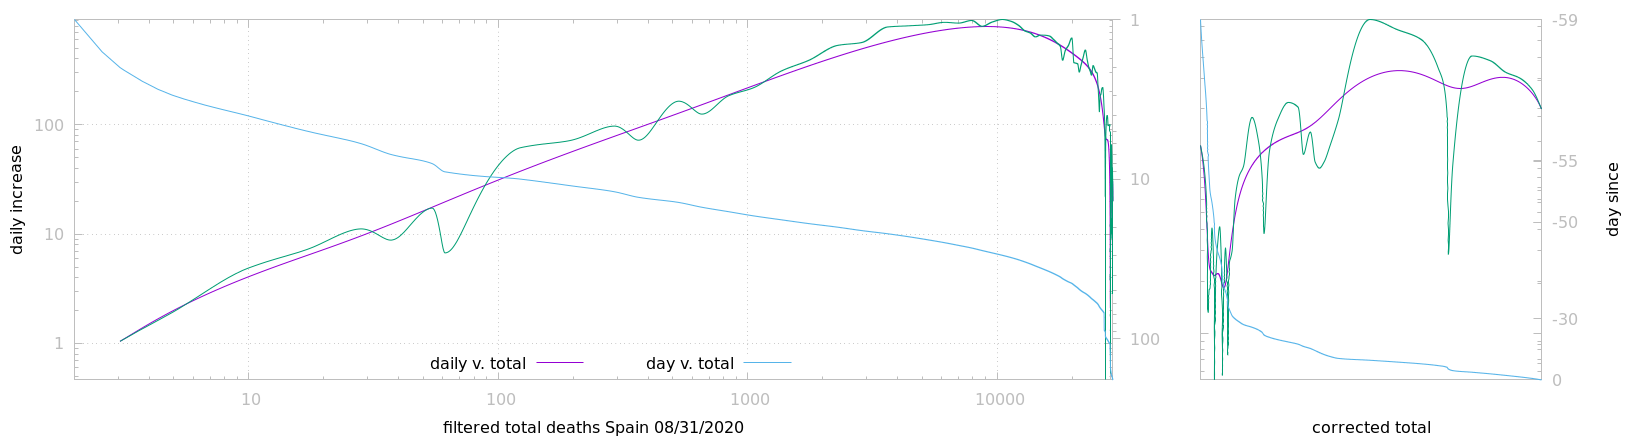 daily increase
100
10
1
10
100
1000
10000
filtered total deaths Spain 08/31/2020
daily v. total
day v. total
1
10
100
-59
-55
-50
-30
0
day since
corrected total